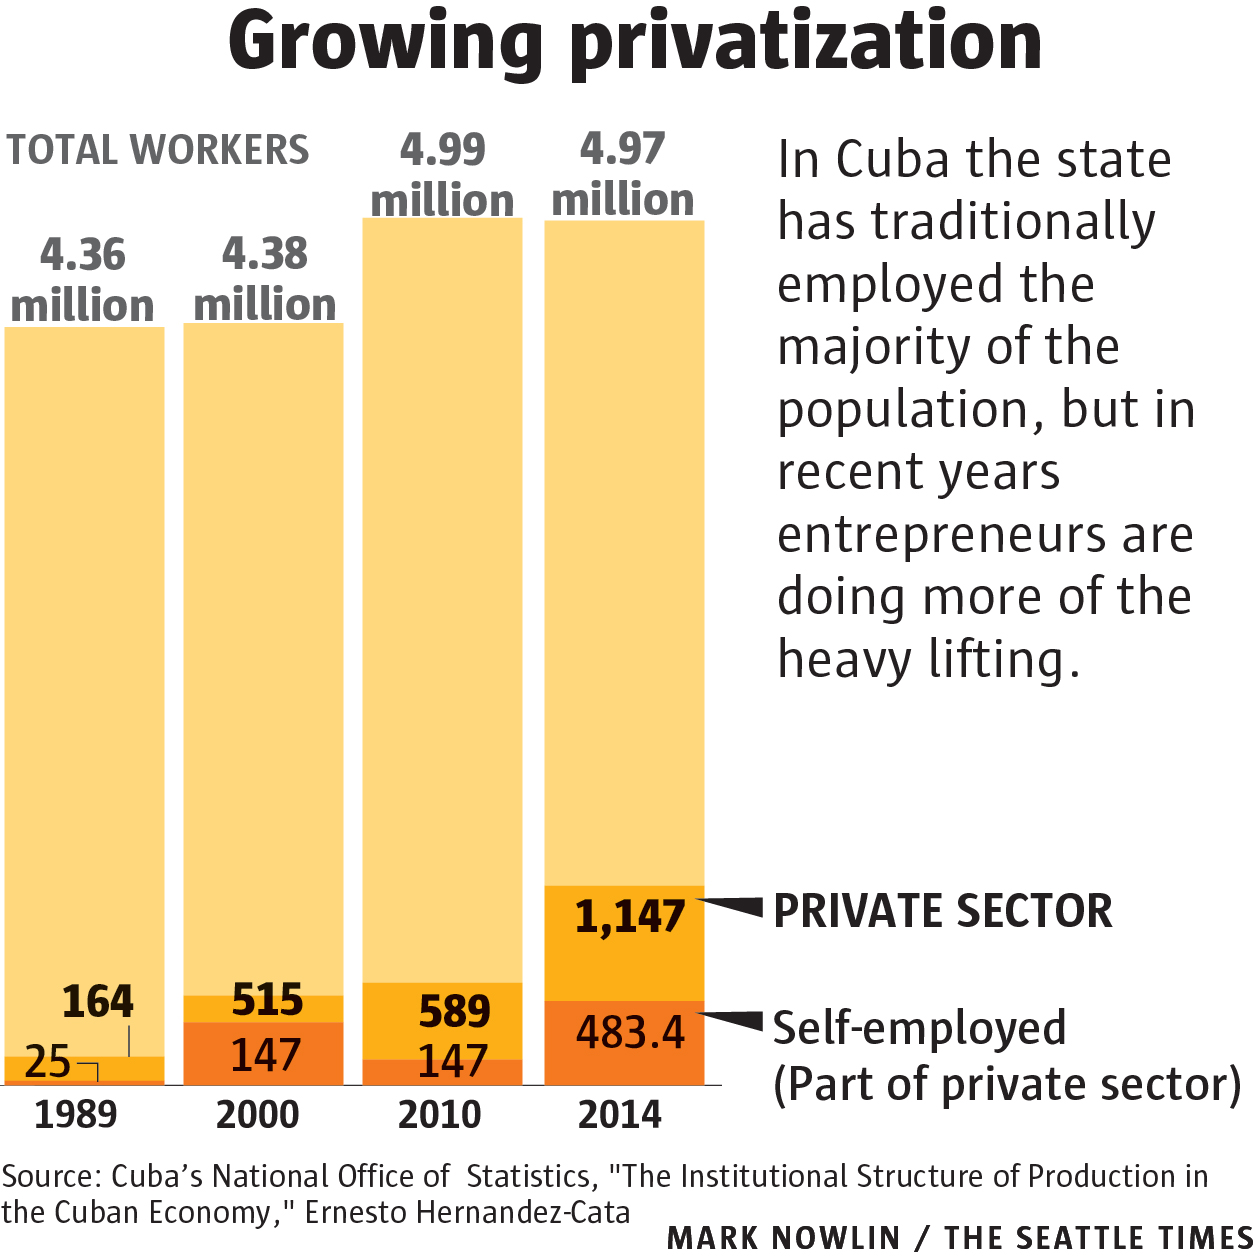 Growing privatization
TOTAL WORKERS
4.36
million
4.38
million
4.99
million
4.97
million
In Cuba the state
has traditionally
employed the
majority of the
population, but in
recent years
entrepreneurs are
doing more of the
heavy lifting.
164
25
515
147
589
147
1,147
483.4
PRIVATE SECTOR
Self-employed
(Part of private sector)
1989 2000 2010 2014
Source: Cuba’s National Office of  Statistics, "The Institutional Structure of Production in
the Cuban Economy," Ernesto Hernandez-Cata
MARK NOWLIN / THE SEATTLE TIMES